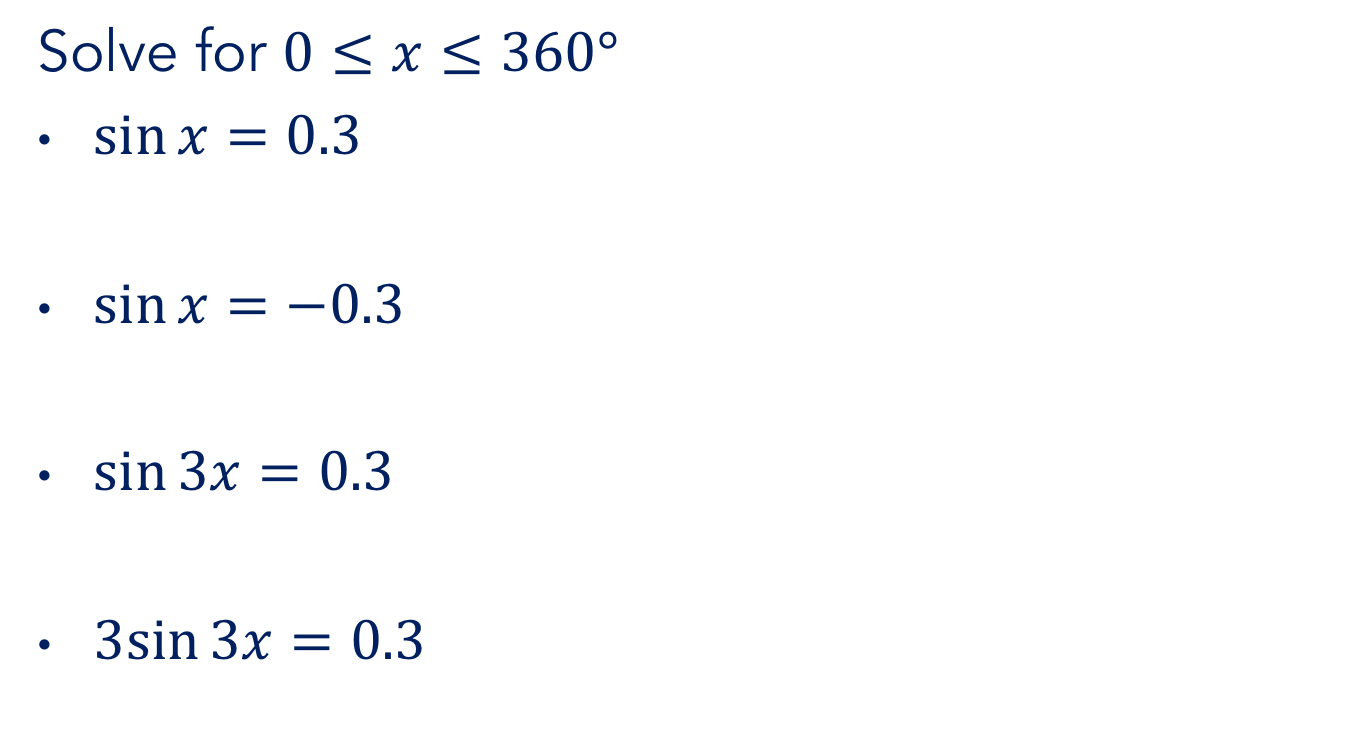 Solve for 0 ≤ x ≤ 360°
• sin x = 0.3
• sin x = −0.3
• sin 3x = 0.3
• 3sin 3x = 0.3